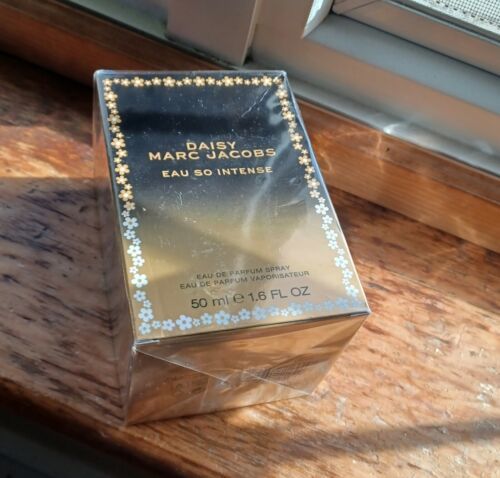 DAISY
MARC JACOBS
EAU SO INTENSE
EAU DE PARFUM SPRAY
EAU DE PARFUM VAPORISATEUR
50 ml ℮ 1.6 FL OZ